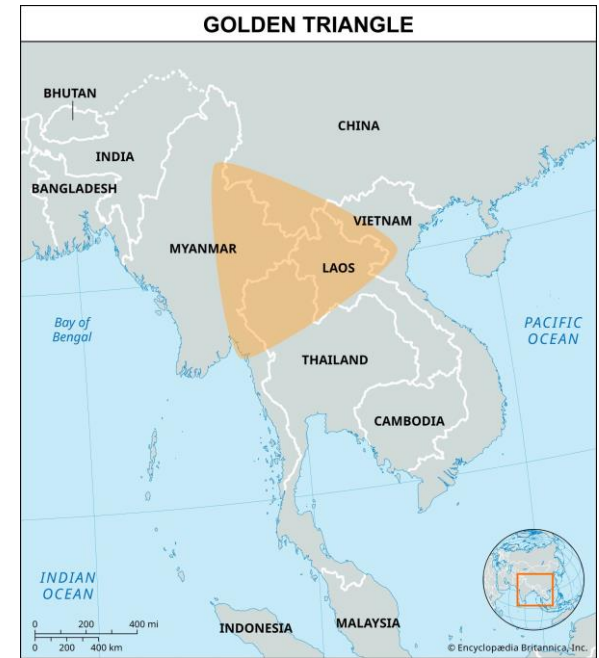 GOLDEN TRIANGLE
BHUTAN
CHINA
INDIA
BANGLADESH
VIETNAM
MYANMAR
LAOS
Bay of
Bengal
PACIFIC
OCEAN
THAILAND
CAMBODIA
INDIAN
OCEAN
0 200 400 mi
0 200 400 km
INDONESIA
MALAYSIA
© Encyclopædia Britannica, Inc.